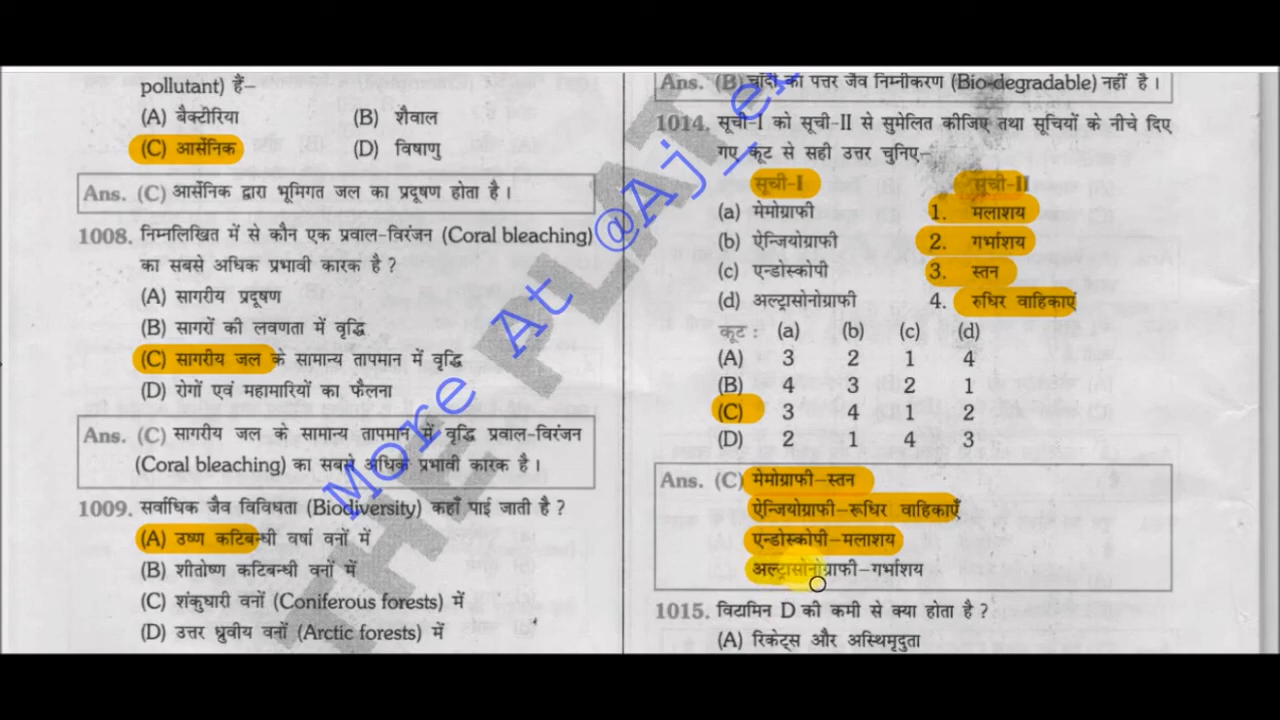 pollutant) हैं–
(A) बैक्टीरिया (B) शैवाल
(C) आर्सेनिक (D) विषाणु
Ans. (C) आर्सेनिक द्वारा भूमिगत जल का प्रदूषण होता है।
1008. निम्नलिखित में से कौन एक प्रवाल-विरंजन (Coral bleaching)
का सबसे अधिक प्रभावी कारक है ?
(A) सागरीय प्रदूषण
(B) सागरों की लवणता में वृद्धि
(C) सागरीय जल के सामान्य तापमान में वृद्धि
(D) रोगों एवं महामारियों का फैलना
Ans. (C) सागरीय जल के सामान्य तापमान में वृद्धि प्रवाल-विरंजन
(Coral bleaching) का सबसे अधिक प्रभावी कारक है।
1009. सर्वाधिक जैव विविधता (Biodiversity) कहाँ पाई जाती है ?
(A) उष्ण कटिबन्धी वर्षा वनों में
(B) शीतोष्ण कटिबन्धी वनों में
(C) शंकुधारी वनों (Coniferous forests) में
(D) उत्तर ध्रुवीय वनों (Arctic forests) में
Ans. (B) चाँदी का पत्तर जैव निम्नीकरण (Bio-degradable) नहीं है।
1014. सूची-I को सूची-II से सुमेलित कीजिए तथा सूचियों के नीचे दिए
गए कूट से सही उत्तर चुनिए-
सूची-I सूची-II
(a) मेमोग्राफी 1. मलाशय
(b) ऐन्जियोग्राफी 2. गर्भाशय
(c) एन्डोस्कोपी 3. स्तन
(d) अल्ट्रासोनोग्राफी 4. रुधिर वाहिकाएं
कूट : (a) (b) (c) (d)
(A) 3 2 1 4
(B) 4 3 2 1
(C) 3 4 1 2
(D) 2 1 4 3
Ans. (C) मेमोग्राफी–स्तन
ऐन्जियोग्राफी–रूधिर वाहिकाएँ
एन्डोस्कोपी–मलाशय
अल्ट्रासोनोग्राफी–गर्भाशय
1015. विटामिन D की कमी से क्या होता है ?
(A) रिकेट्स और अस्थिमृदुता
More At @Aj_e
THE PLAT